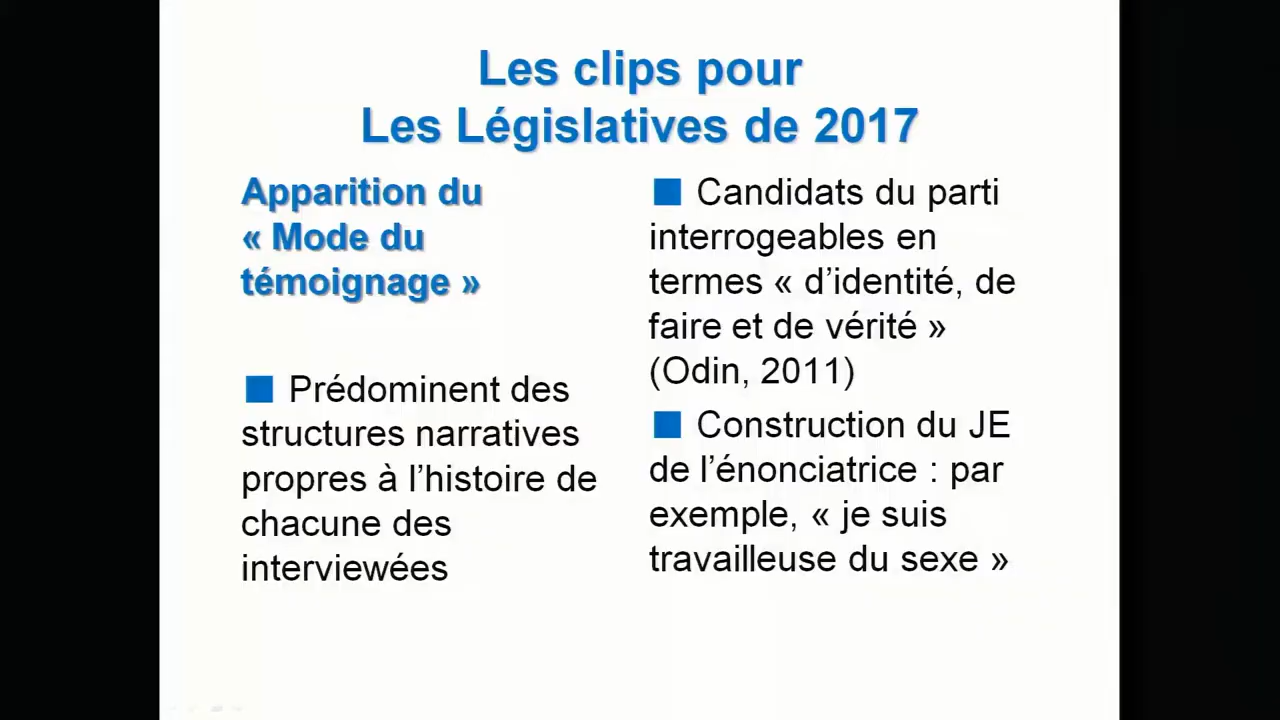 Les clips pour
Les Législatives de 2017
Apparition du
« Mode du
témoignage »
Prédominent des
structures narratives
propres à l’histoire de
chacune des
interviewées
Candidats du parti
interrogeables en
termes « d’identité, de
faire et de vérité »
(Odin, 2011)
Construction du JE
de l’énonciatrice : par
exemple, « je suis
travailleuse du sexe »